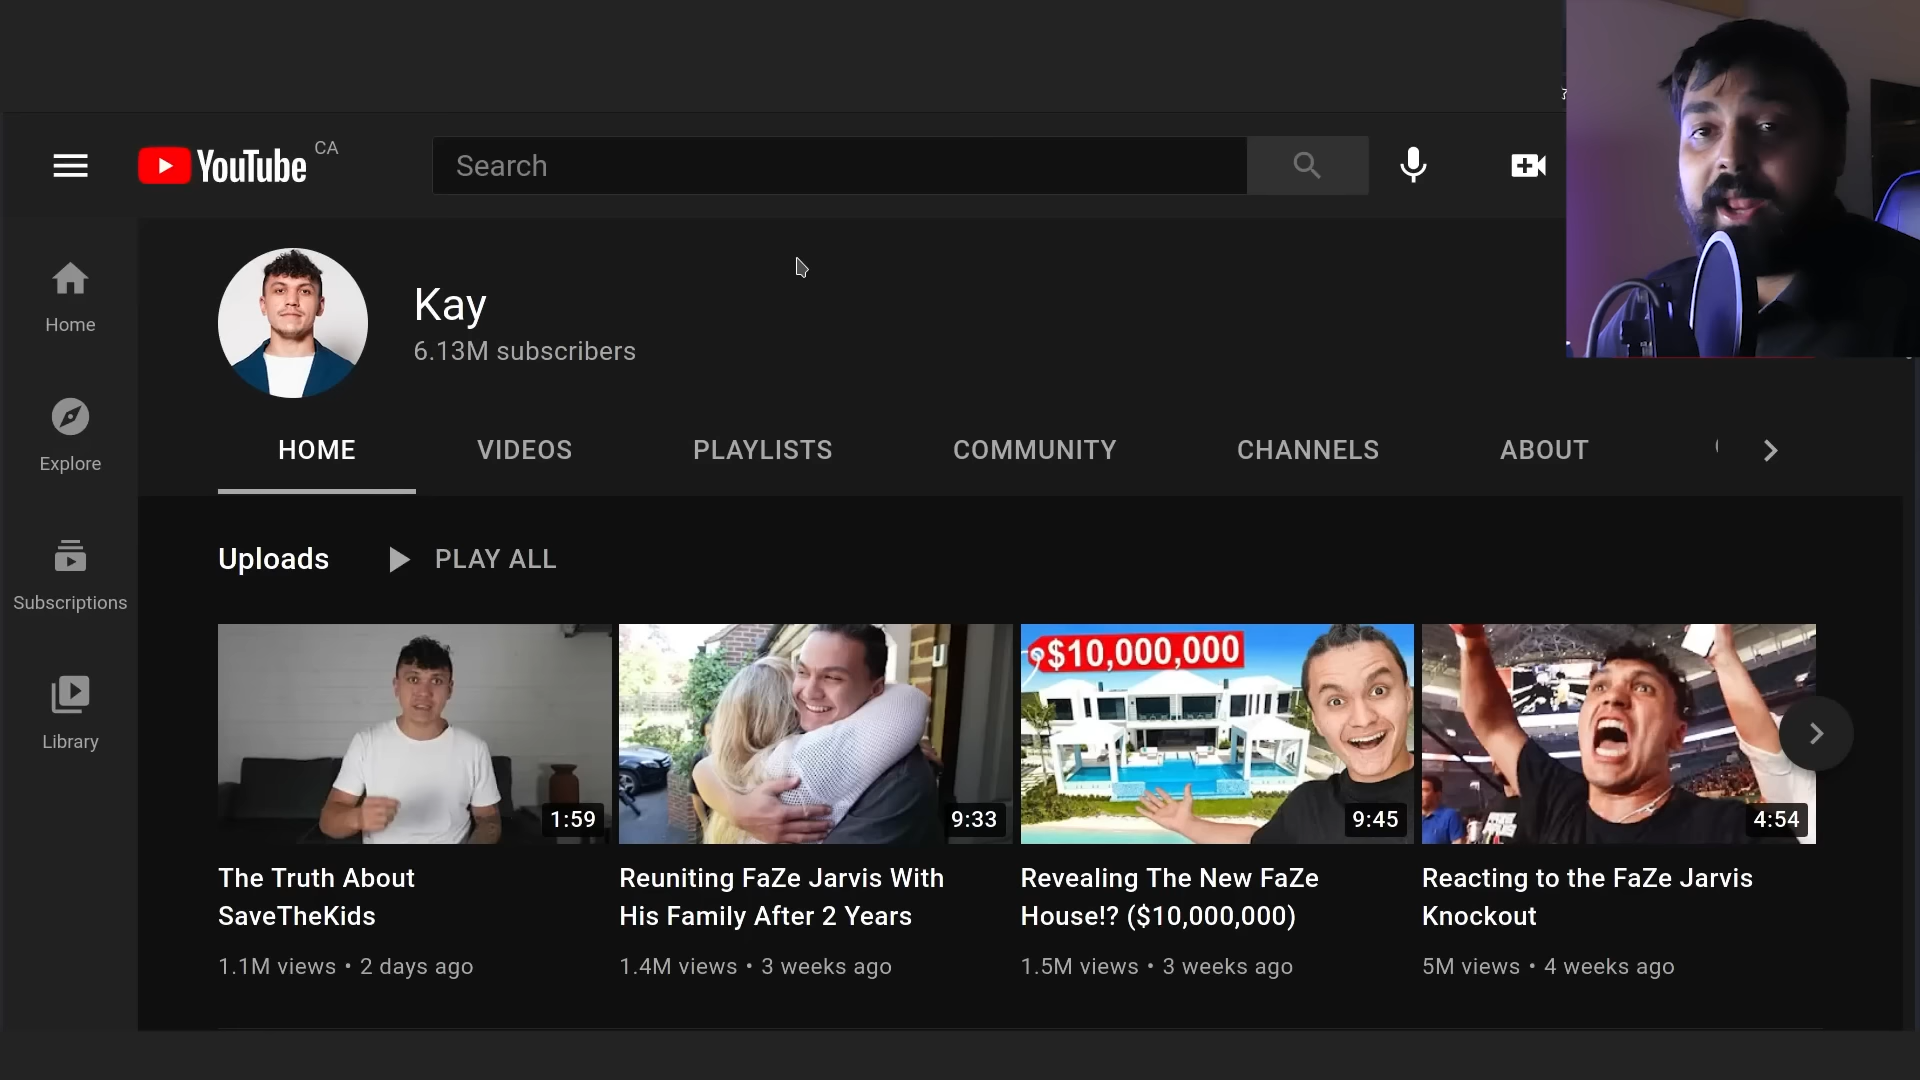 YouTube CA
Search
Home
Explore
Subscriptions
Library
Kay
6.13M subscribers
HOME VIDEOS PLAYLISTS COMMUNITY CHANNELS ABOUT
Uploads PLAY ALL
$10,000,000
1:59
9:33
9:45
4:54
The Truth About
SaveTheKids
1.1M views • 2 days ago
Reuniting FaZe Jarvis With
His Family After 2 Years
1.4M views • 3 weeks ago
Revealing The New FaZe
House!? ($10,000,000)
1.5M views • 3 weeks ago
Reacting to the FaZe Jarvis
Knockout
5M views • 4 weeks ago